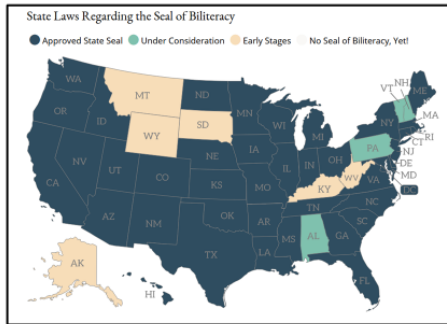 State Laws Regarding the Seal of Biliteracy
Approved State Seal Under Consideration Early Stages No Seal of Biliteracy, Yet!
WA
MT
ND
MN
VT
NH
ME
OR
ID
WY
SD
WI
MI
NY
MA
RI
CT
NV
UT
CO
NE
IA
IL
IN
OH
PA
NJ
DE
MD
DC
CA
KS
MO
KY
WV
VA
AZ
NM
OK
AR
TN
NC
SC
TX
LA
MS
AL
GA
FL
AK
HI